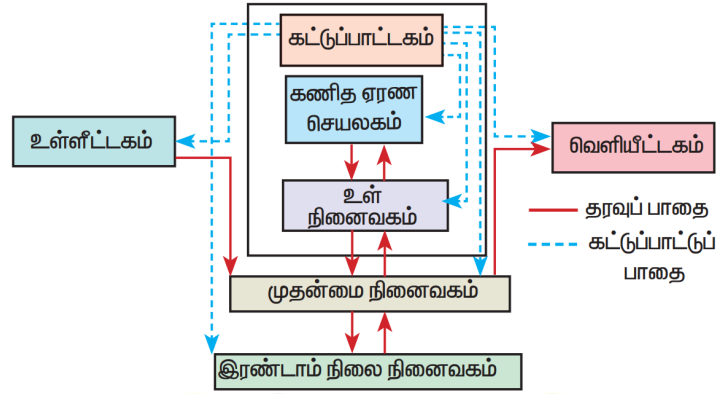 கட்டுப்பாட்டகம்
கணித ஏரண
செயலகம்
உள்ளீட்டகம்
வெளியீட்டகம்
உள்
நினைவகம்
தரவுப் பாதை
கட்டுப்பாட்டுப்
பாதை
முதன்மை நினைவகம்
இரண்டாம் நிலை நினைவகம்